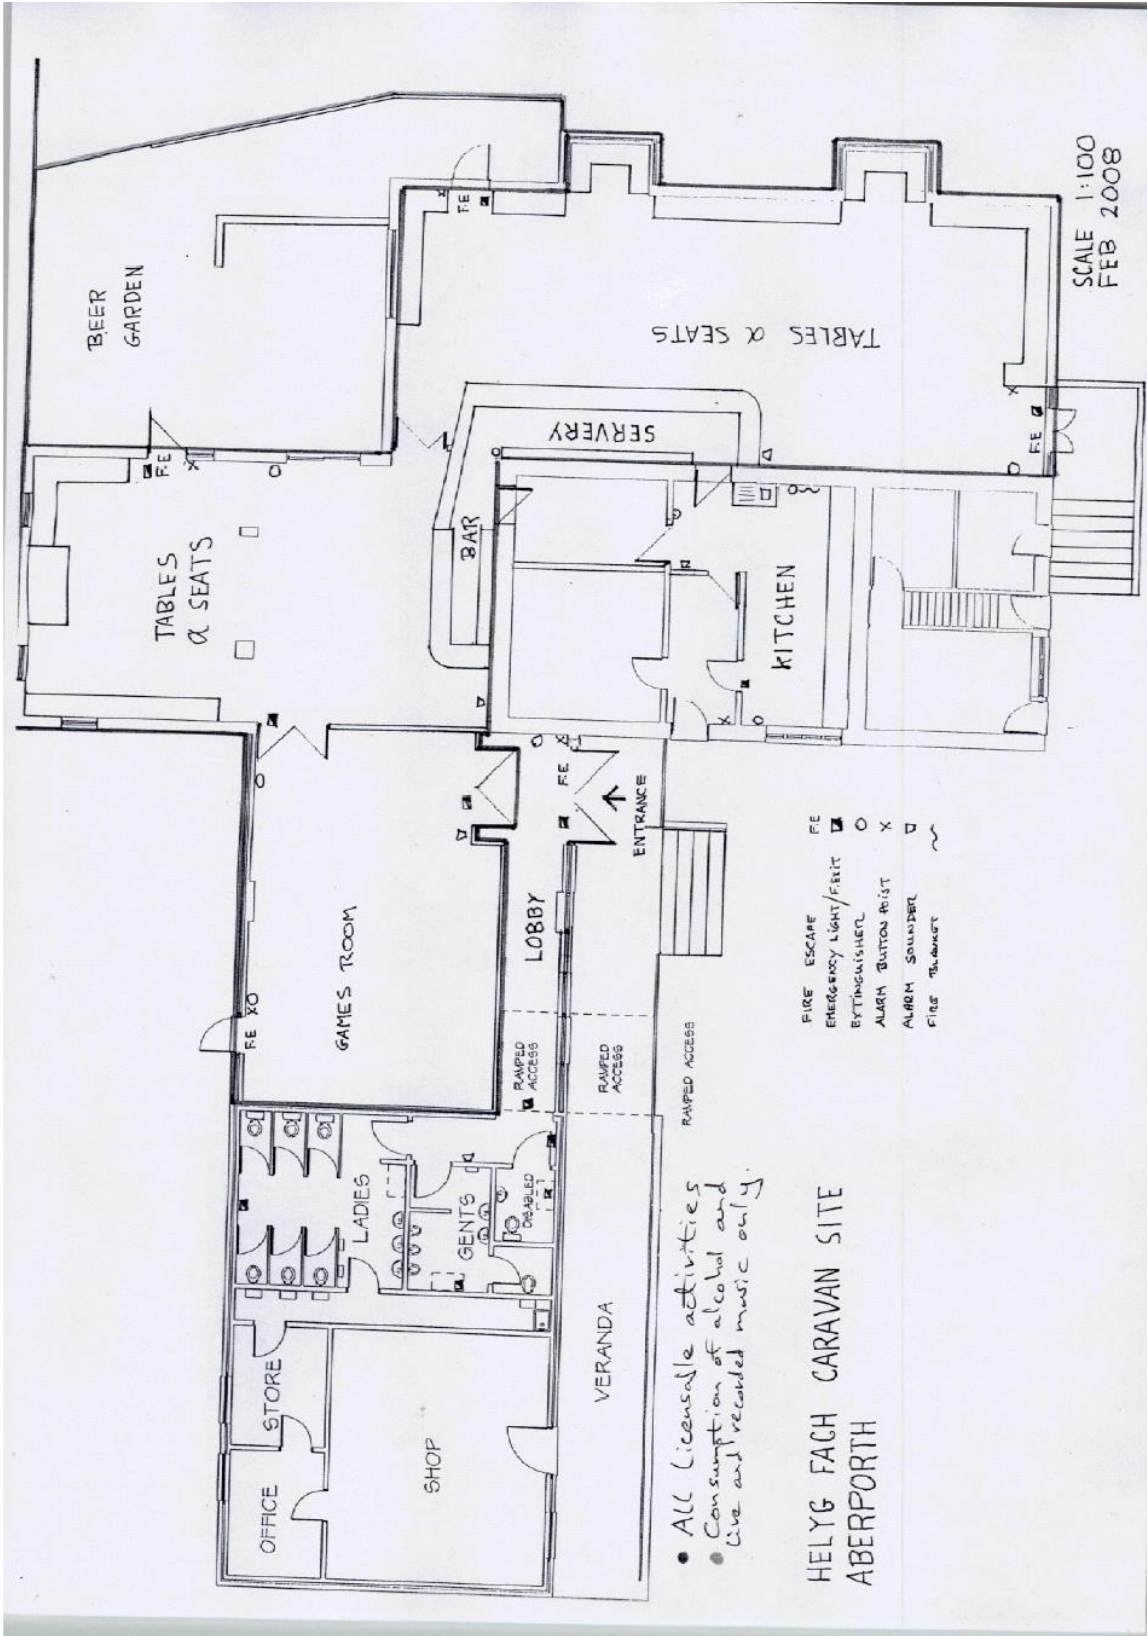 BEER
GARDEN
TABLES
& SEATS
F.E
F.E
TABLES & SEATS
SERVERY
BAR
F.E
KITCHEN
GAMES ROOM
F.E
LOBBY
F.E
ENTRANCE
RAMPED
ACCESS
RAMPED
ACCESS
RAMPED ACCESS
LADIES
GENTS
DISABLED
STORE
OFFICE
SHOP
VERANDA
FIRE ESCAPE F.E
EMERGENCY LIGHT/F.EXIT
EXTINGUISHER O
ALARM BUTTON POINT X
ALARM SOUNDER
FIRE BLANKET ~
• ALL Licensable activities
• Consumption of alcohol and
live and recorded music only.
HELYG FACH CARAVAN SITE
ABERPORTH
SCALE 1:100
FEB 2008